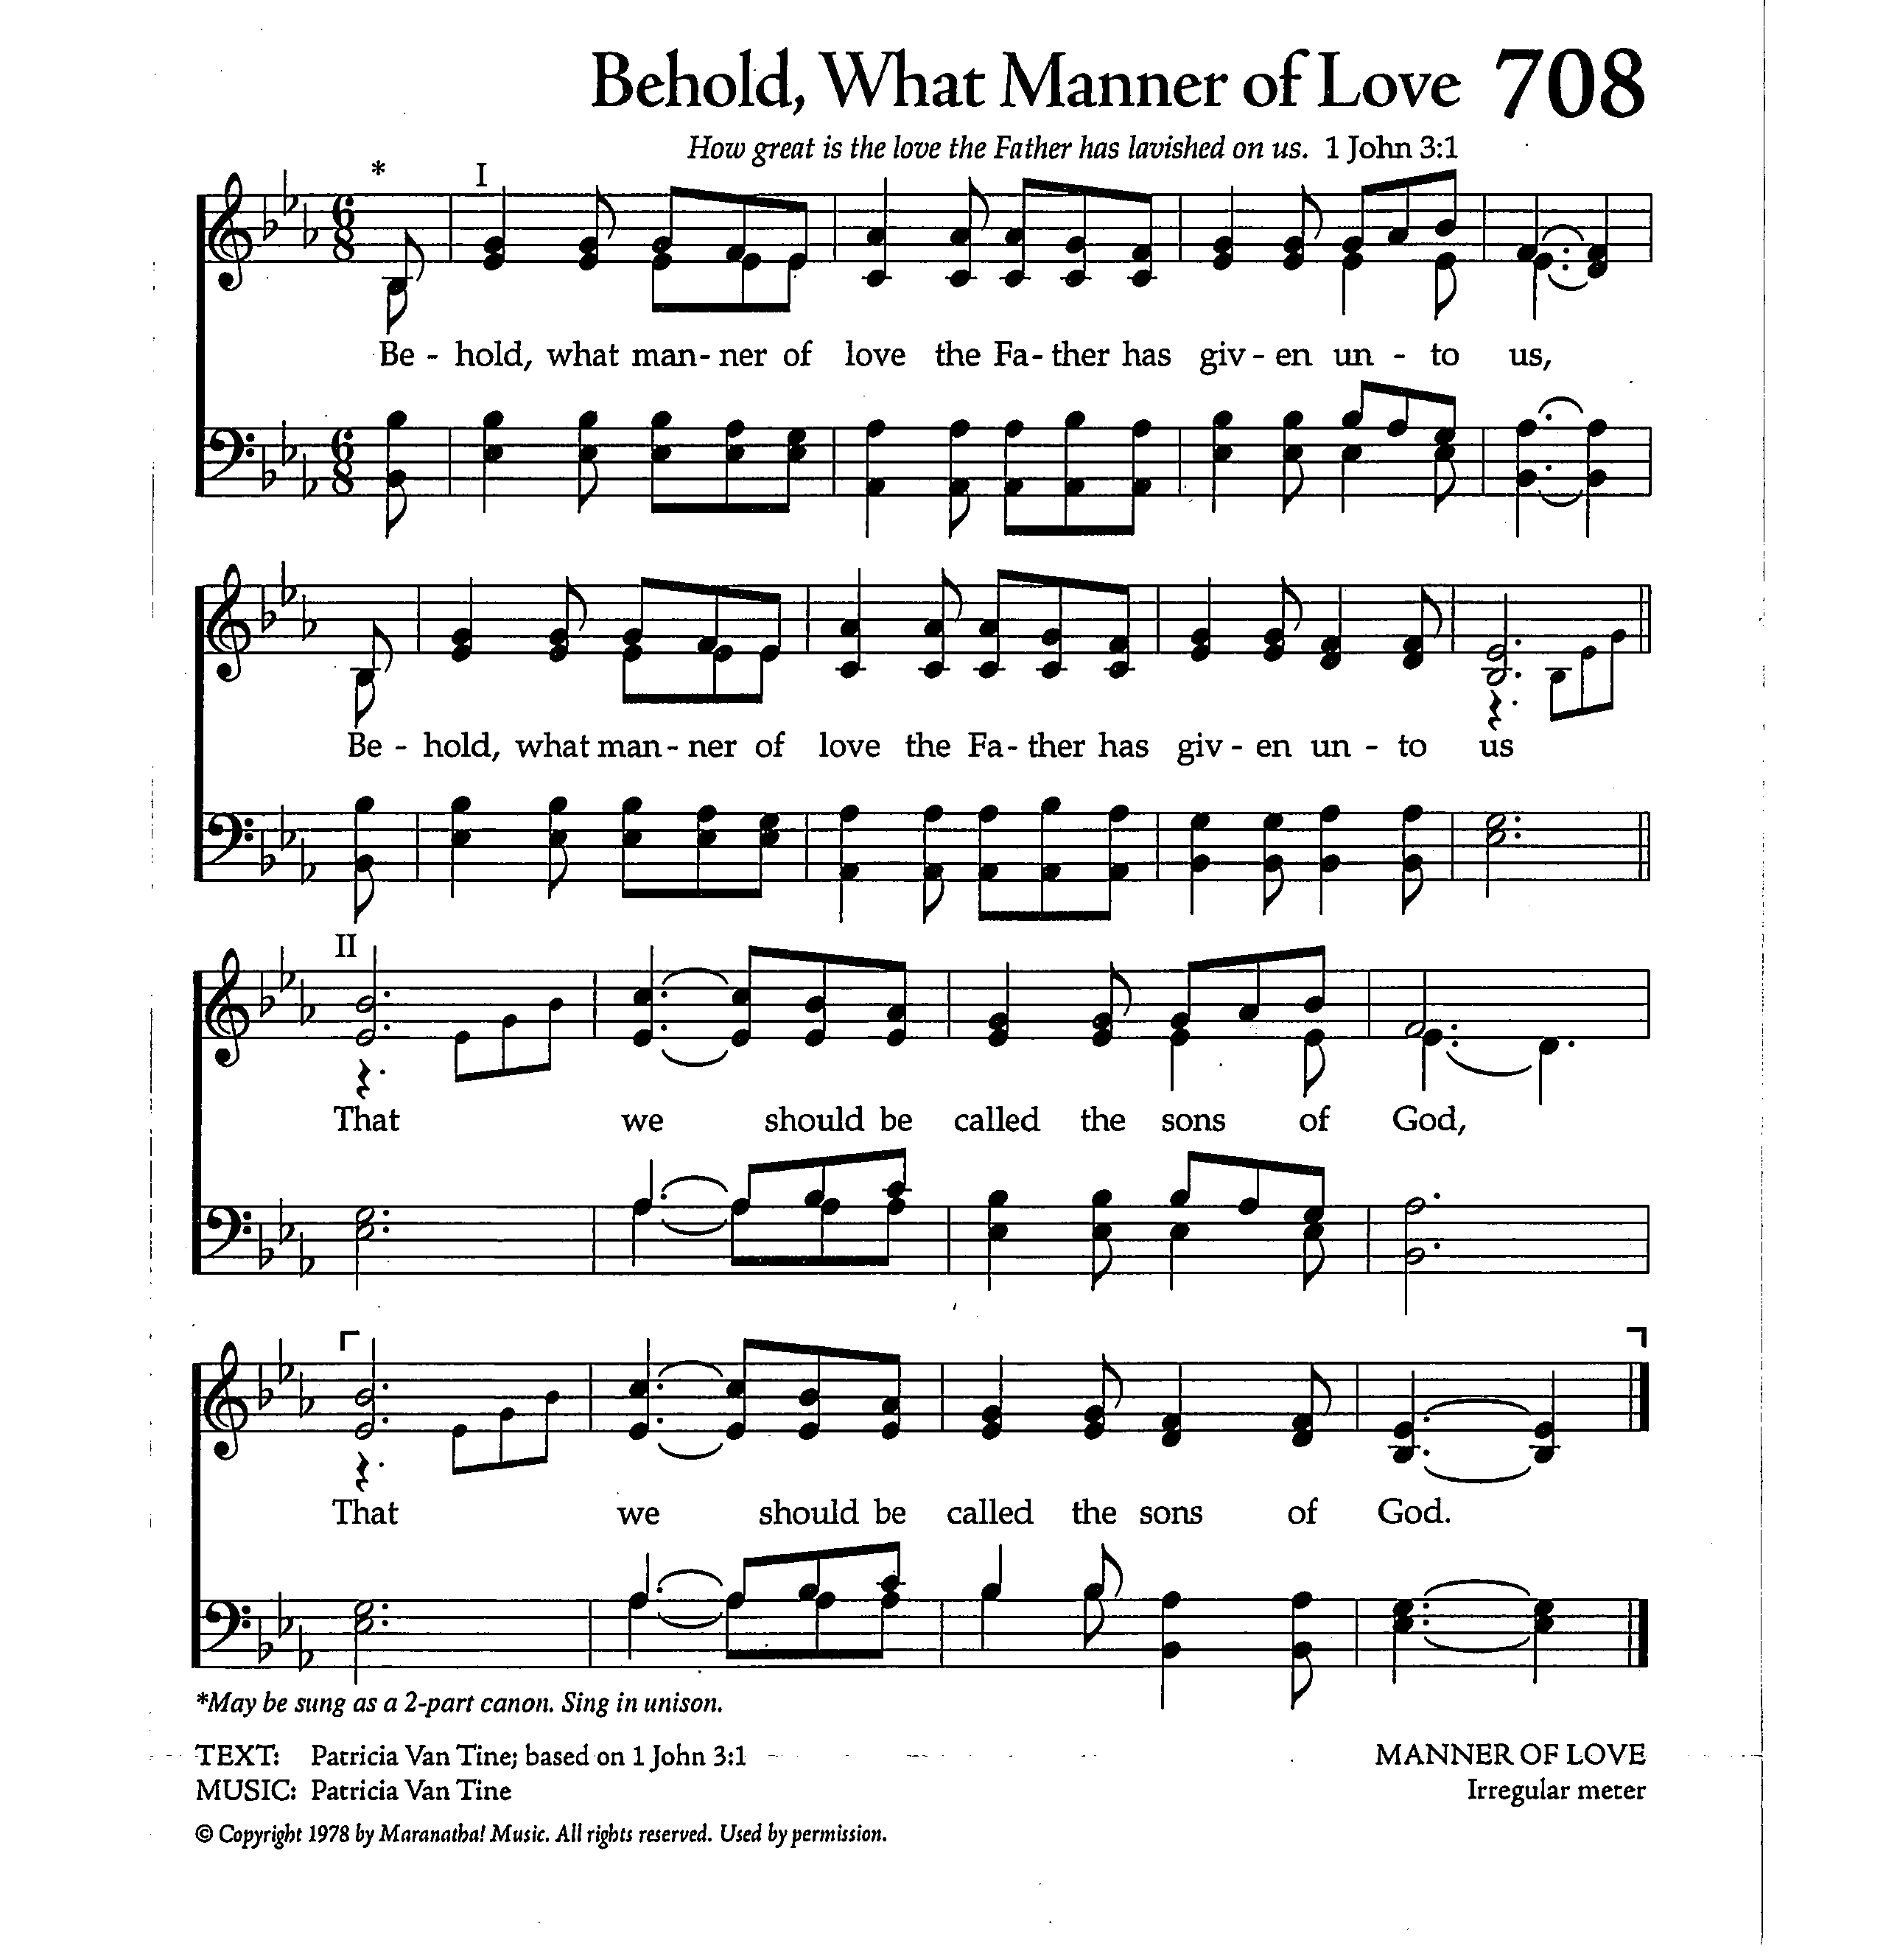 Behold, What Manner of Love 708
How great is the love the Father has lavished on us. 1 John 3:1
* I
6 8
Be - hold, what man - ner of love the Fa - ther has giv - en un - to us,
6 8
Be - hold, what man - ner of love the Fa - ther has giv - en un - to us
II
That we should be called the sons of God,
That we should be called the sons of God.
*May be sung as a 2-part canon. Sing in unison.
TEXT: Patricia Van Tine; based on 1 John 3:1 MANNER OF LOVE
MUSIC: Patricia Van Tine Irregular meter
© Copyright 1978 by Maranatha! Music. All rights reserved. Used by permission.